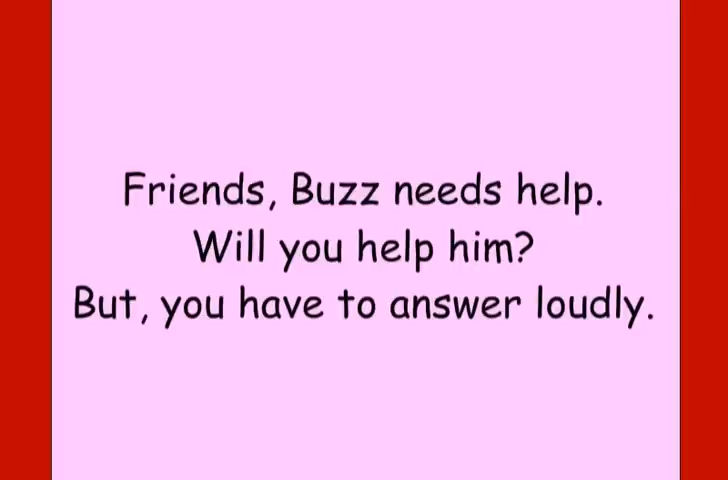 Friends, Buzz needs help.
Will you help him?
But, you have to answer loudly.